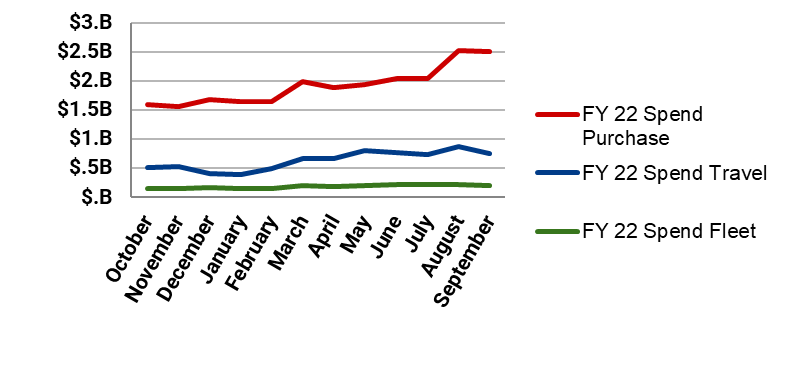 $3.B
$2.5B
$2.B
$1.5B
$1.B
$.5B
$.B
October
November
December
January
February
March
April
May
June
July
August
September
FY 22 Spend
Purchase
FY 22 Spend Travel
FY 22 Spend Fleet